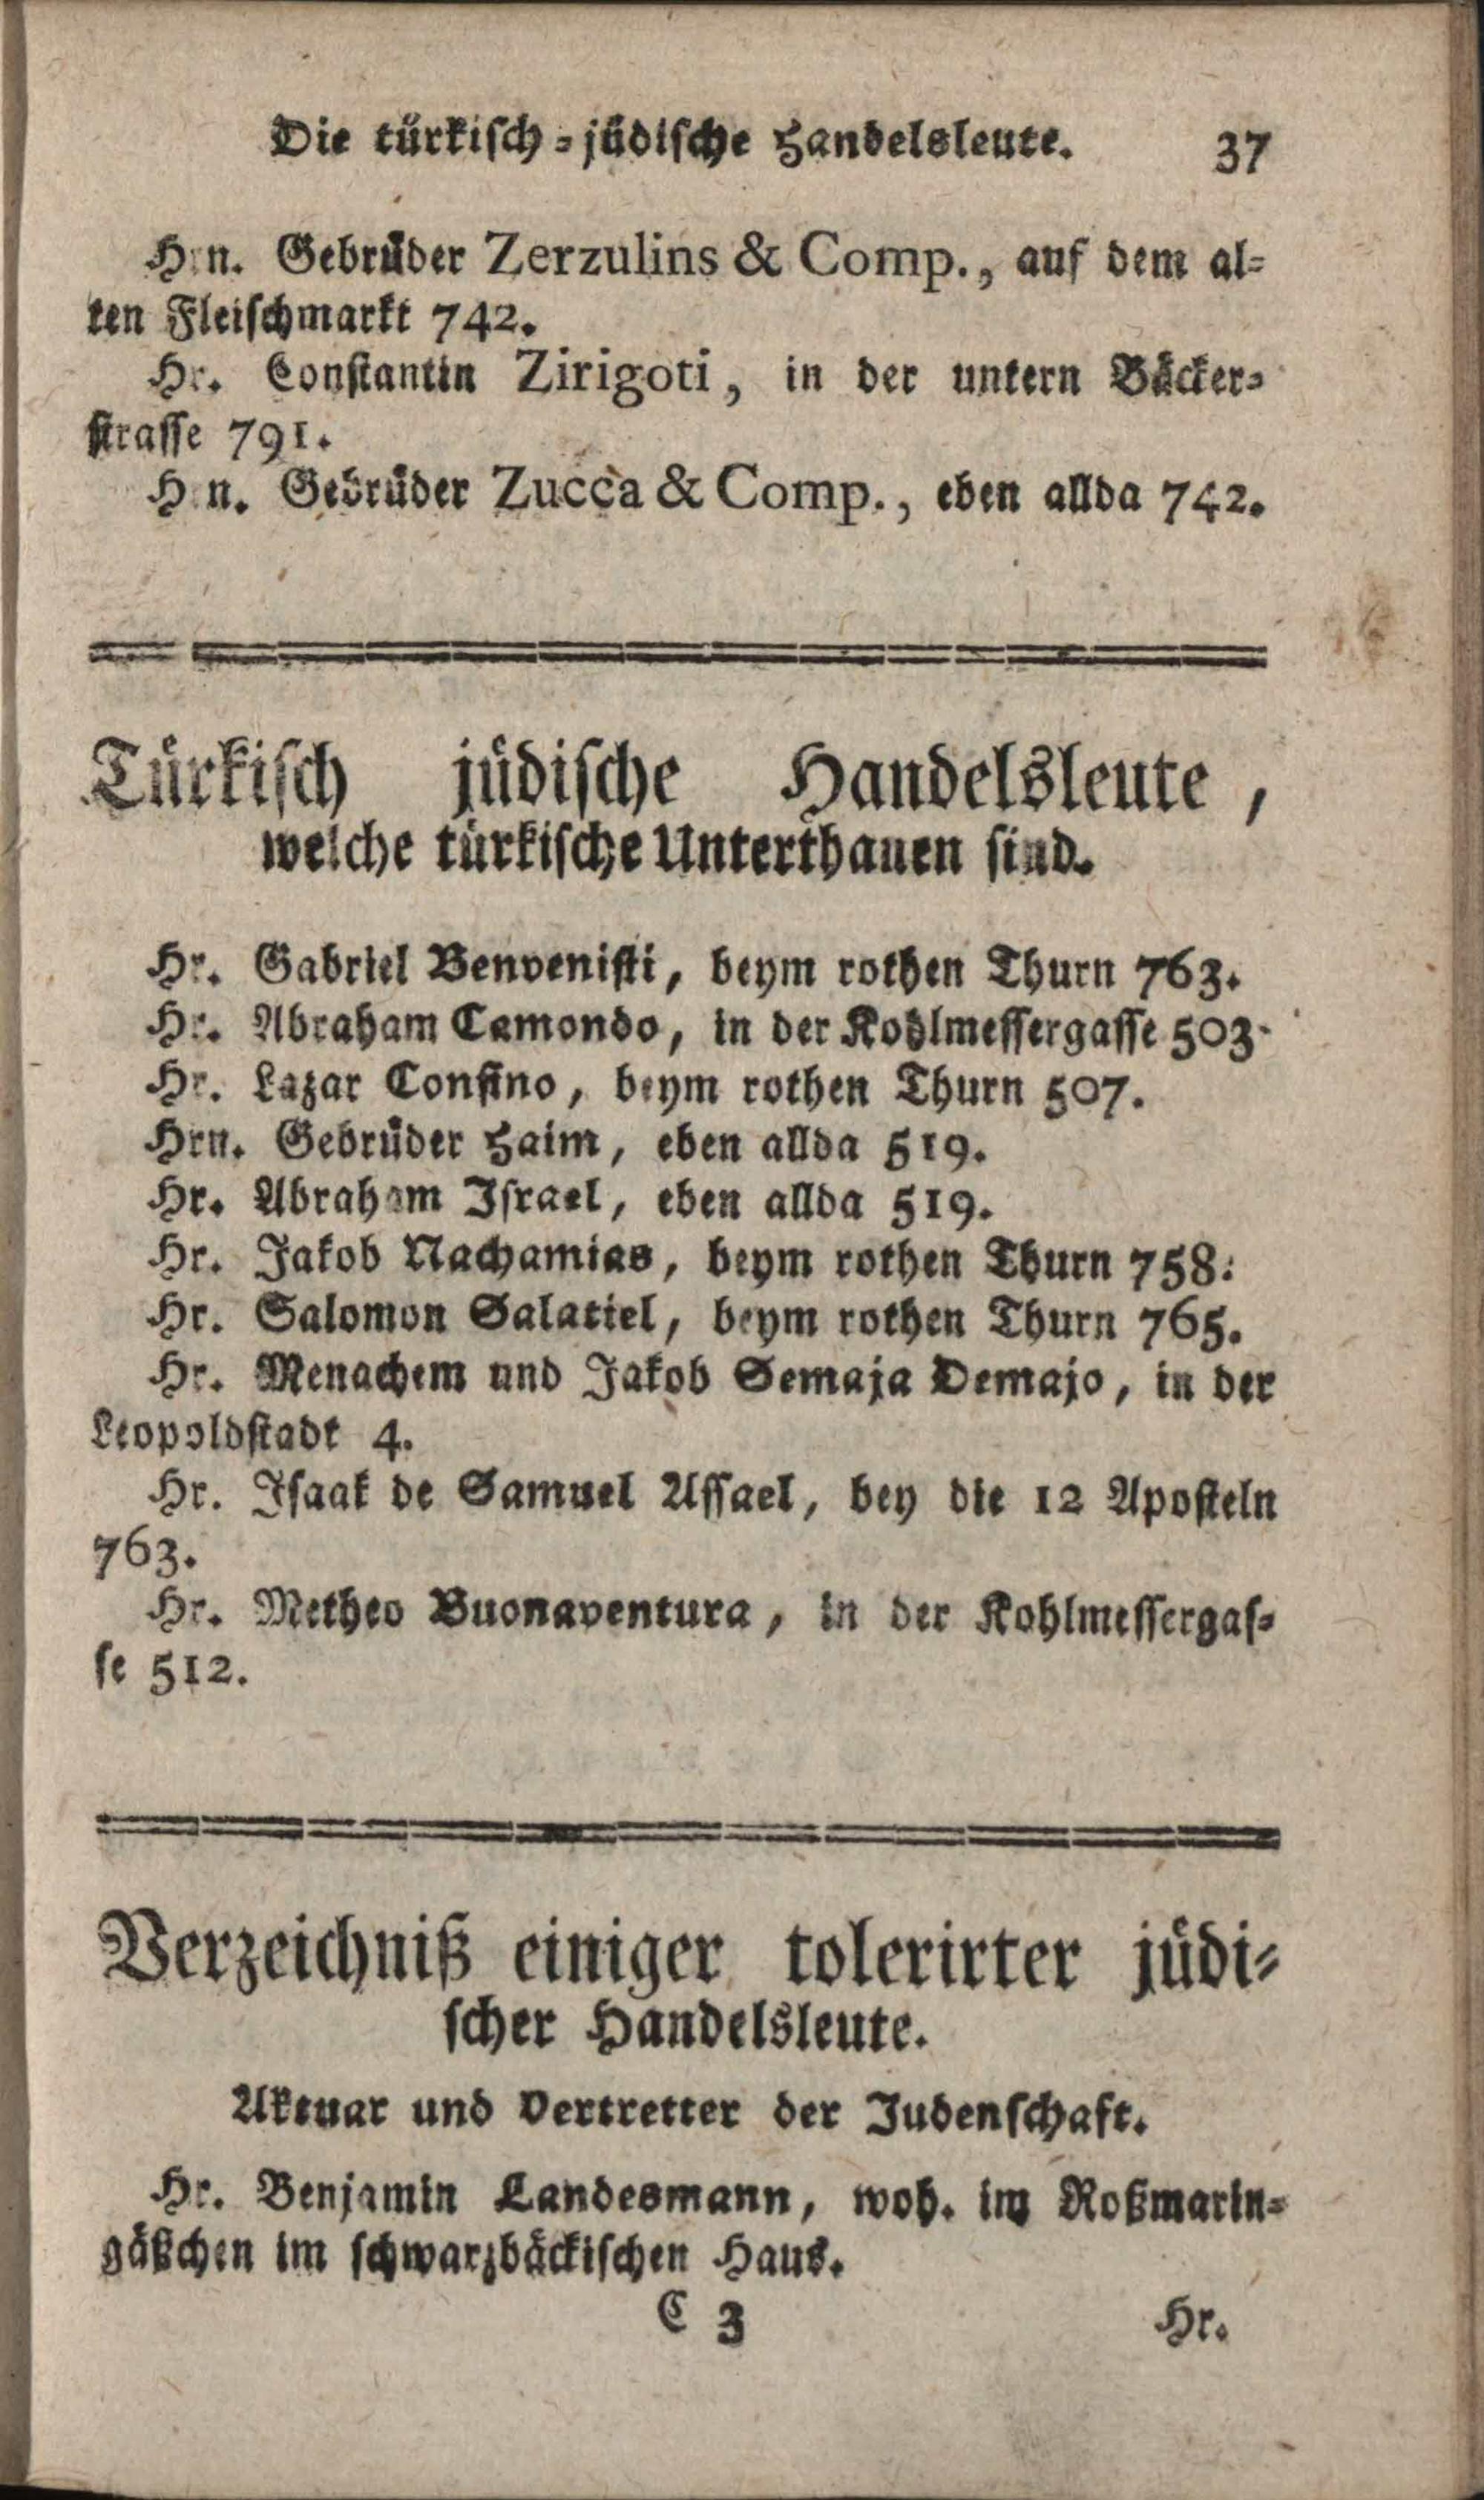 Die türkisch-jüdische Handelsleute. 37
Hrn. Gebrüder Zerzulins & Comp., auf dem al-
ten Fleischmarkt 742.
Hr. Constantin Zirigoti, in der untern Bäcker-
strasse 791.
Hrn. Gebrüder Zucca & Comp., eben allda 742.
Türkisch jüdische Handelsleute,
welche türkische Unterthanen sind.
Hr. Gabriel Benvenisti, beym rothen Thurn 763.
Hr. Abraham Camondo, in der Kohlmessergasse 503.
Hr. Lazar Consino, beym rothen Thurn 507.
Hrn. Gebrüder Haim, eben allda 519.
Hr. Abraham Israel, eben allda 519.
Hr. Jakob Nachamias, beym rothen Thurn 758.
Hr. Salomon Salatiel, beym rothen Thurn 765.
Hr. Menachem und Jakob Semaja Demajo, in der
Leopoldstadt 4.
Hr. Isaak de Samuel Assael, bey die 12 Aposteln
763.
Hr. Metheo Buonaventura, in der Kohlmessergas-
se 512.
Verzeichniß einiger tolerirter jüdi-
scher Handelsleute.
Aktuar und Vertretter der Judenschaft.
Hr. Benjamin Landesmann, woh. im Roßmarin-
gäßchen im schwarzbäckischen Haus.
C 3 Hr.